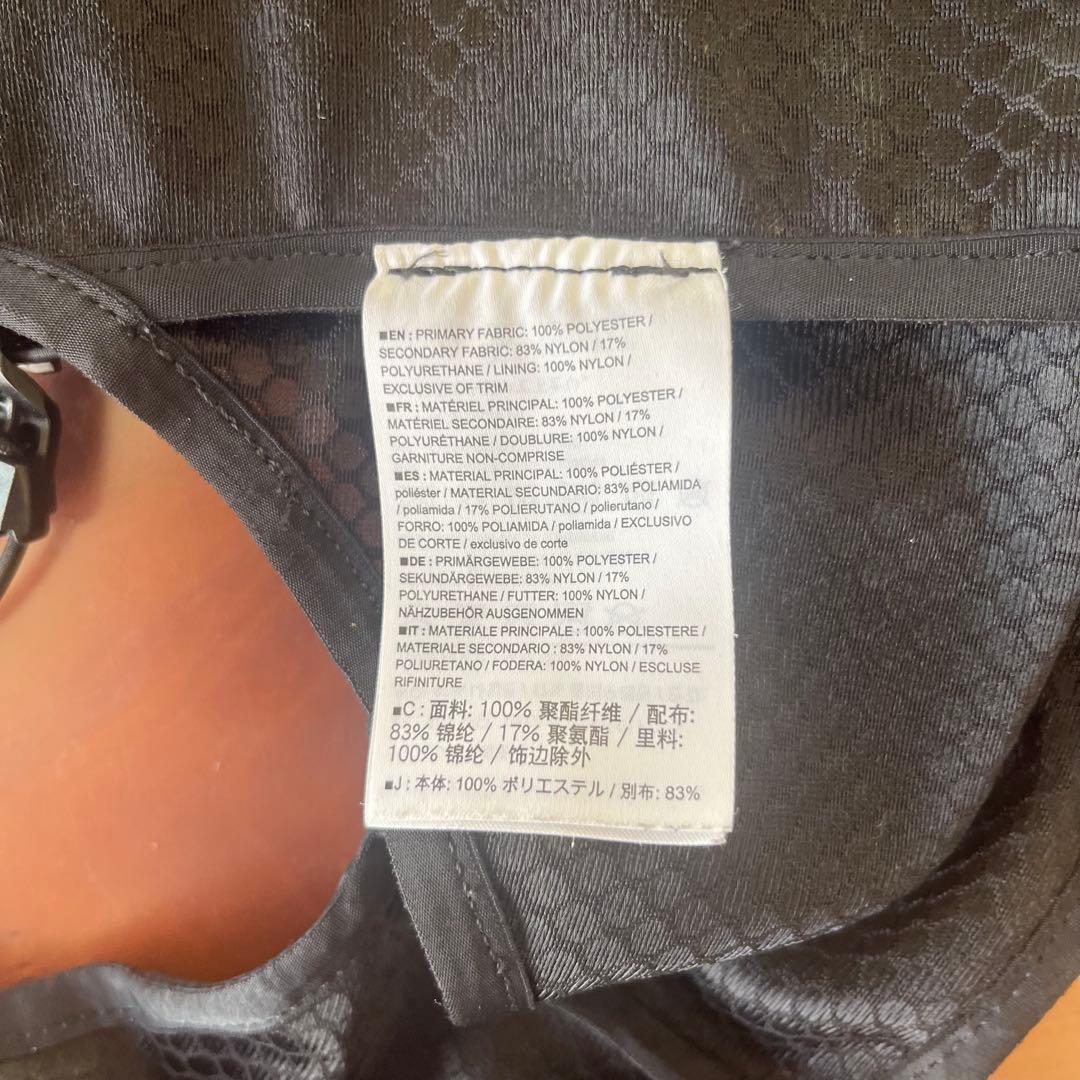 ■EN : PRIMARY FABRIC: 100% POLYESTER /
SECONDARY FABRIC: 83% NYLON / 17%
POLYURETHANE / LINING: 100% NYLON /
EXCLUSIVE OF TRIM
■FR : MATÉRIEL PRINCIPAL: 100% POLYESTER /
MATÉRIEL SECONDAIRE: 83% NYLON / 17%
POLYURÉTHANE / DOUBLURE: 100% NYLON /
GARNITURE NON-COMPRISE
■ES : MATERIAL PRINCIPAL: 100% POLIÉSTER /
poliéster / MATERIAL SECUNDARIO: 83% POLIAMIDA
/ poliamida / 17% POLIERUTANO / polierutano /
FORRO: 100% POLIAMIDA / poliamida / EXCLUSIVO
DE CORTE / exclusivo de corte
■DE : PRIMÄRGEWEBE: 100% POLYESTER /
SEKUNDÄRGEWEBE: 83% NYLON / 17%
POLYURETHANE / FUTTER: 100% NYLON /
NÄHZUBEHÖR AUSGENOMMEN
■IT : MATERIALE PRINCIPALE : 100% POLIESTERE /
MATERIALE SECONDARIO : 83% NYLON / 17%
POLIURETANO / FODERA: 100% NYLON / ESCLUSE
RIFINITURE
■C : 面料: 100% 聚酯纤维 / 配布:
83% 锦纶 / 17% 聚氨酯 / 里料:
100% 锦纶 / 饰边除外
■J : 本体: 100% ポリエステル / 別布: 83%